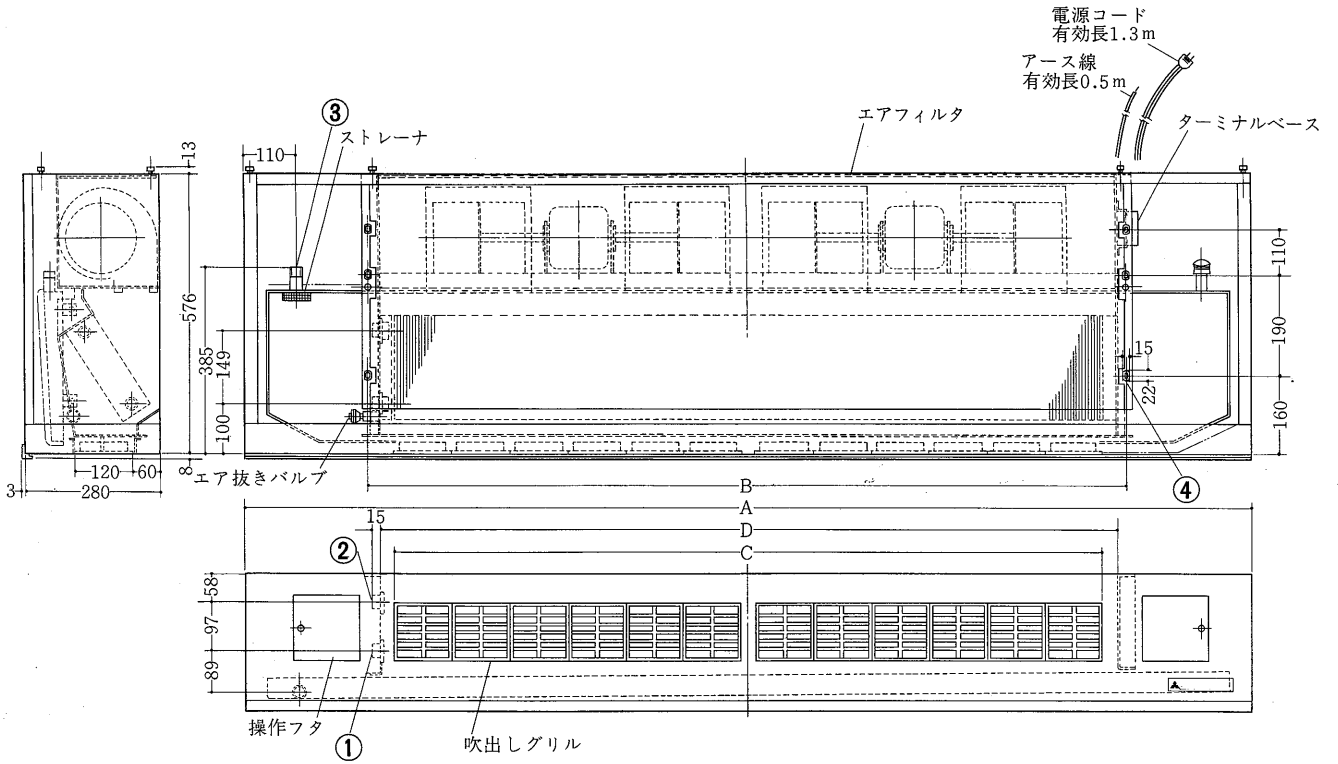 電源コード
有効長1.3m
アース線
有効長0.5m
エアフィルタ
ターミナルベース
③
ストレーナ
110
13
576
385
149
100
110
190
15
22
160
8
120
60
3
280
エア抜きバルブ
④
B
A
15
D
②
C
58
97
89
操作フタ
①
吹出しグリル